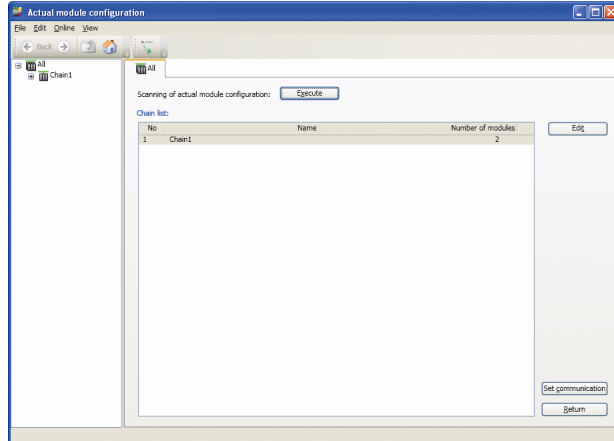 Actual module configuration
File Edit Online View
Back
All
Chain1
All
Scanning of actual module configuration: Execute
Chain list:
No Name Number of modules
1 Chain1 2
Edit
Set communication
Return